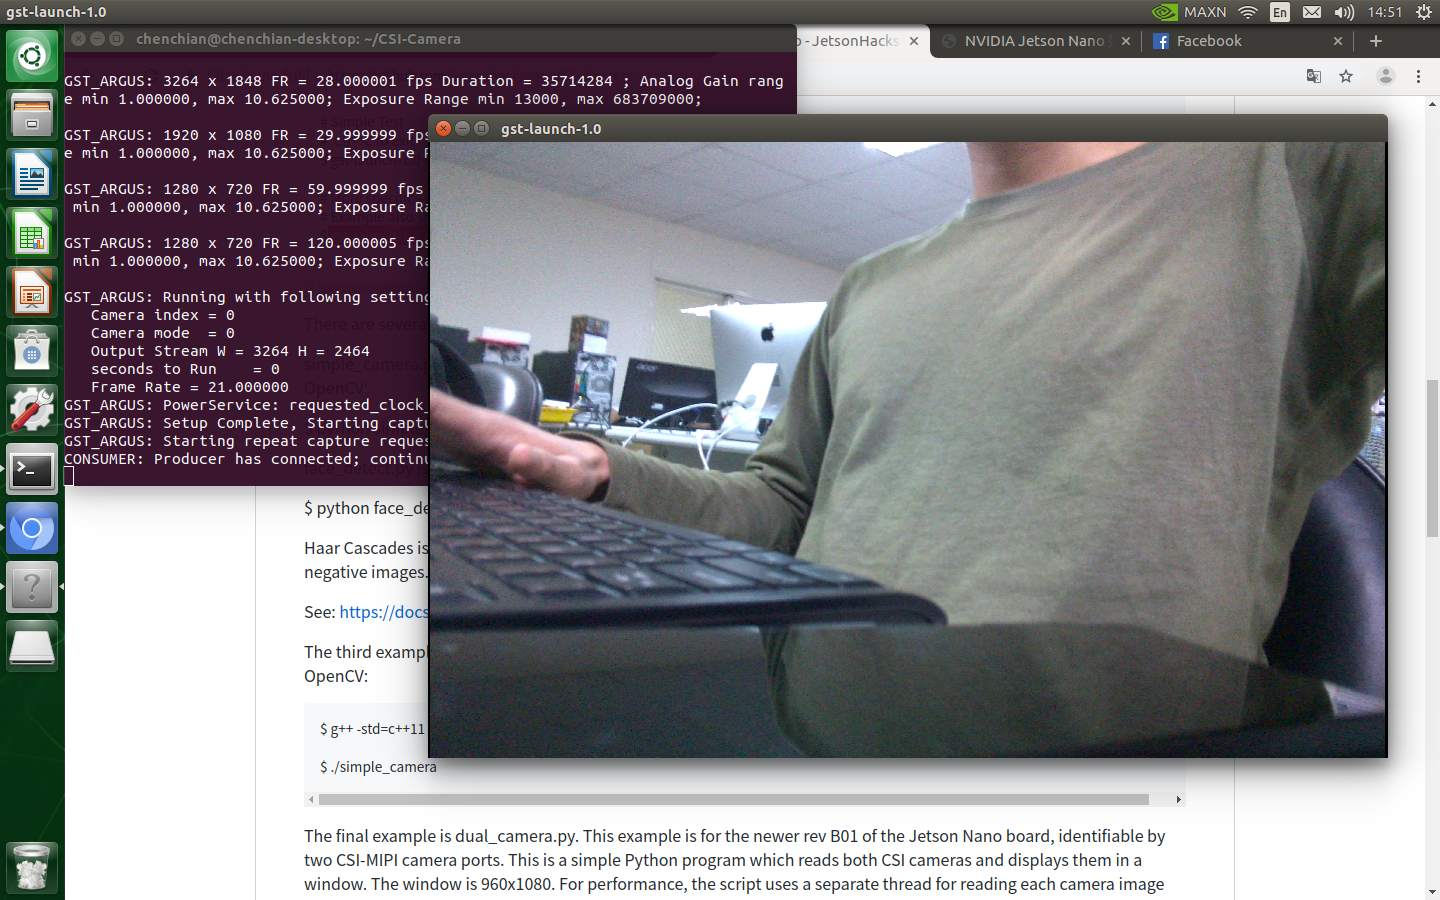 gst-launch-1.0
MAXN
En
14:51
chenchian@chenchian-desktop: ~/CSI-Camera
o - JetsonHacks
NVIDIA Jetson Nano
Facebook
GST_ARGUS: 3264 x 1848 FR = 28.000001 fps Duration = 35714284 ; Analog Gain rang
e min 1.000000, max 10.625000; Exposure Range min 13000, max 683709000;
GST_ARGUS: 1920 x 1080 FR = 29.999999 fps
e min 1.000000, max 10.625000; Exposure
GST_ARGUS: 1280 x 720 FR = 59.999999 fps
min 1.000000, max 10.625000; Exposure Ra
GST_ARGUS: 1280 x 720 FR = 120.000005 fps
min 1.000000, max 10.625000; Exposure Ra
GST_ARGUS: Running with following setting
Camera index = 0
Camera mode = 0
Output Stream W = 3264 H = 2464
seconds to Run = 0
Frame Rate = 21.000000
GST_ARGUS: PowerService: requested_clock_
GST_ARGUS: Setup Complete, Starting captu
GST_ARGUS: Starting repeat capture reques
CONSUMER: Producer has connected; continu
# Simple Test
There are severa
simple_camera.
OpenCV:
gst-launch-1.0
acer
$ python face_de
Haar Cascades is
negative images.
See: https://docs
The third exampl
OpenCV:
$ g++ -std=c++11
$ ./simple_camera
The final example is dual_camera.py. This example is for the newer rev B01 of the Jetson Nano board, identifiable by
two CSI-MIPI camera ports. This is a simple Python program which reads both CSI cameras and displays them in a
window. The window is 960x1080. For performance, the script uses a separate thread for reading each camera image